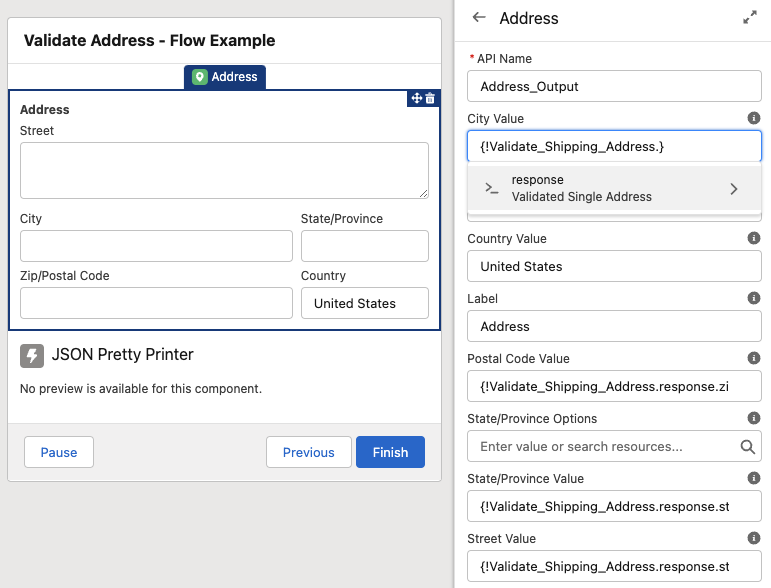 Validate Address - Flow Example
Address
Address
Street
City
State/Province
Zip/Postal Code
Country
United States
JSON Pretty Printer
No preview is available for this component.
Pause
Previous
Finish
Address
* API Name
Address_Output
City Value
{!Validate_Shipping_Address.}
response
Validated Single Address
Country Value
United States
Label
Address
Postal Code Value
{!Validate_Shipping_Address.response.zi
State/Province Options
Enter value or search resources...
State/Province Value
{!Validate_Shipping_Address.response.st
Street Value
{!Validate_Shipping_Address.response.st